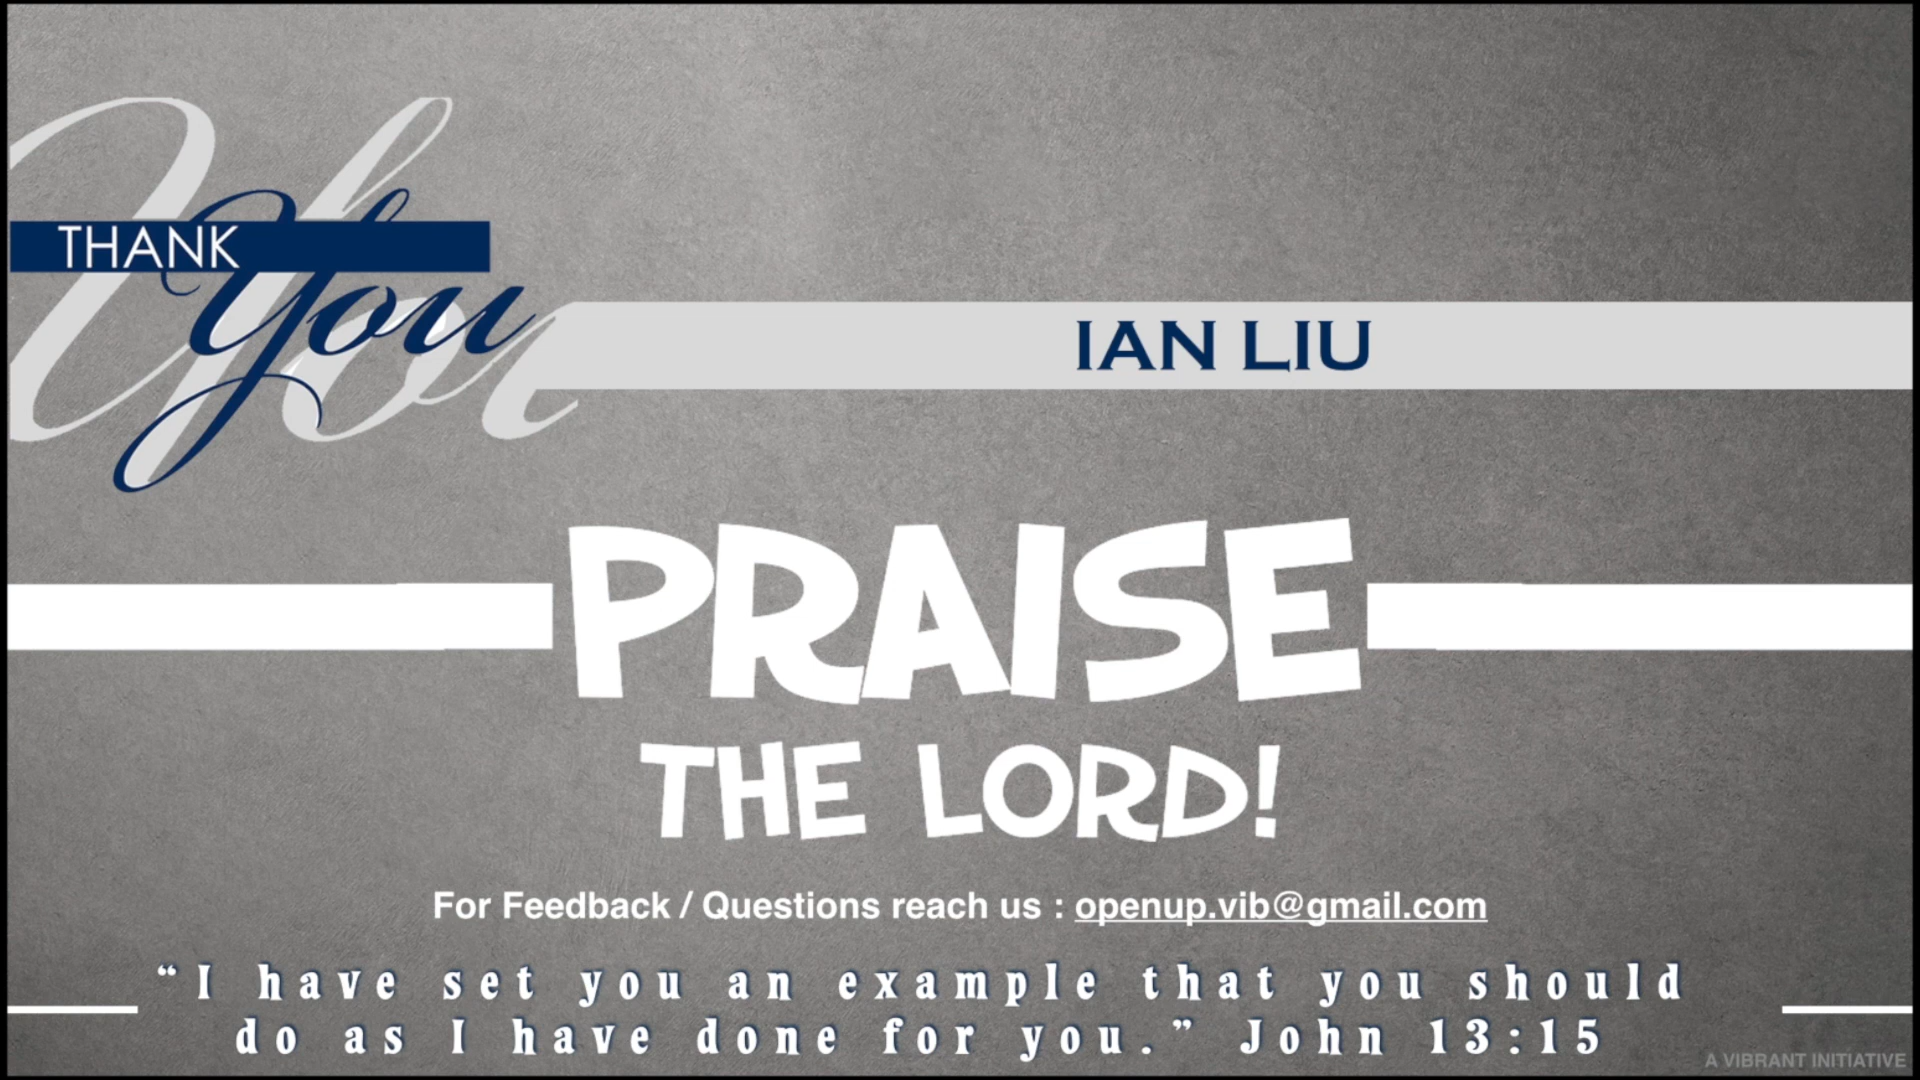 THANK
You
You
IAN LIU
PRAISE
THE LORD!
For Feedback / Questions reach us : openup.vib@gmail.com
“I have set you an example that you should
do as I have done for you.” John 13:15
A VIBRANT INITIATIVE